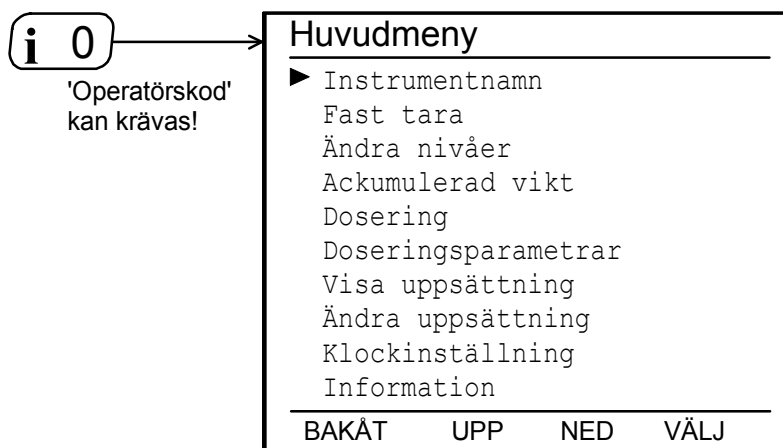 i 0
'Operatörskod'
kan krävas!
Huvudmeny
Instrumentnamn
Fast tara
Ändra nivåer
Ackumulerad vikt
Dosering
Doseringsparametrar
Visa uppsättning
Ändra uppsättning
Klockinställning
Information
BAKÅT UPP NED VÄLJ